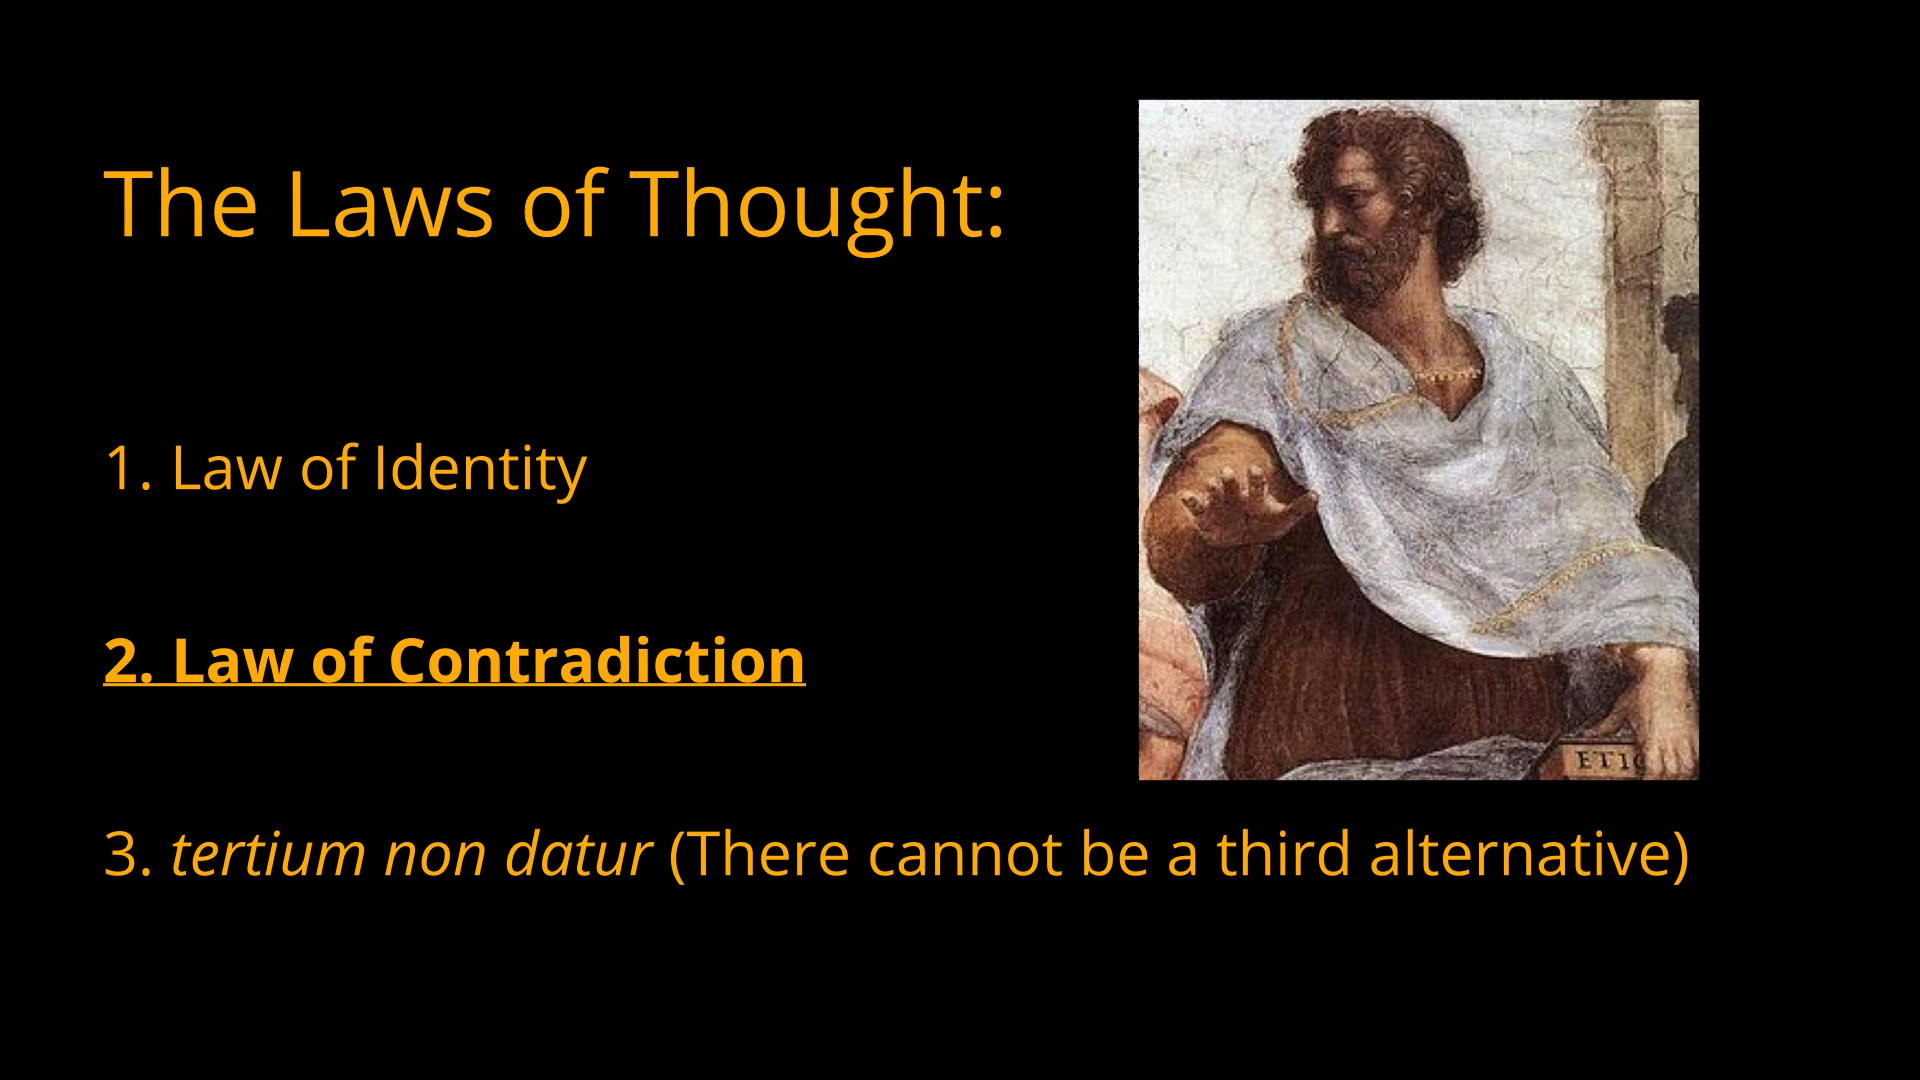 The Laws of Thought:
1. Law of Identity
2. Law of Contradiction
3. tertium non datur (There cannot be a third alternative)
ETIC